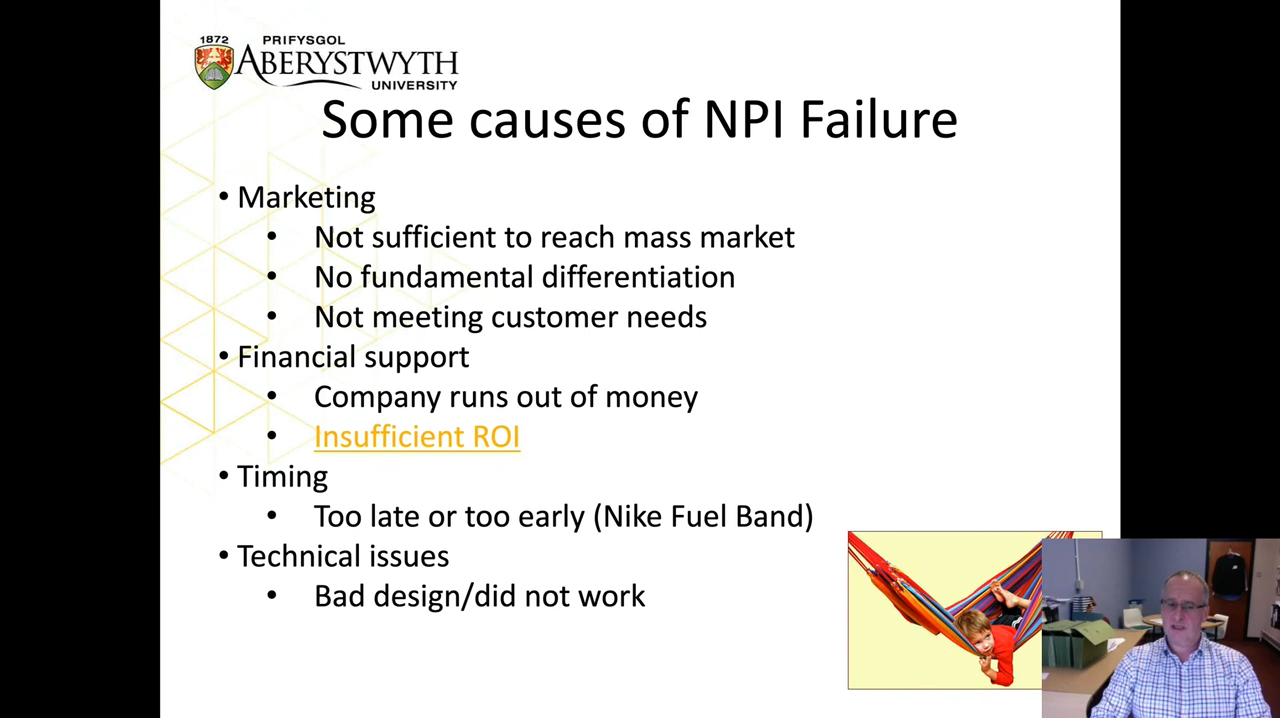 1872 PRIFYSGOL
ABERYSTWYTH
UNIVERSITY
Some causes of NPI Failure
• Marketing
• Not sufficient to reach mass market
• No fundamental differentiation
• Not meeting customer needs
• Financial support
• Company runs out of money
• Insufficient ROI
• Timing
• Too late or too early (Nike Fuel Band)
• Technical issues
• Bad design/did not work